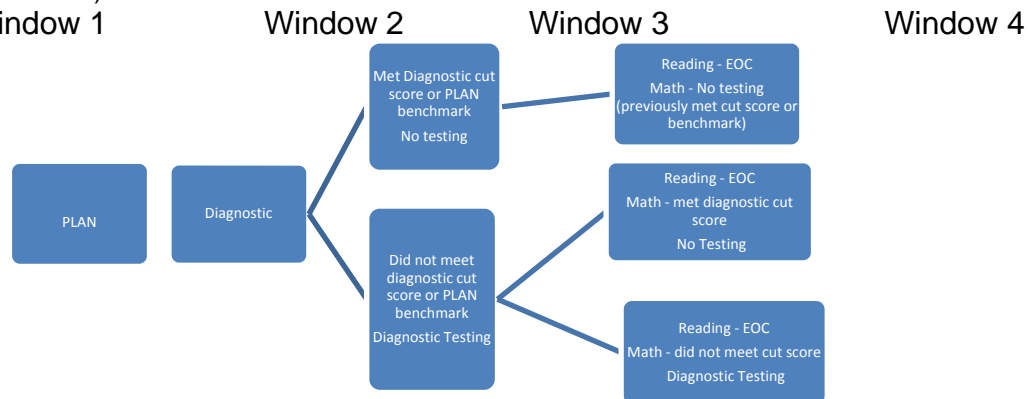 indow 1
Window 2
Window 3
Window 4
PLAN
Diagnostic
Met Diagnostic cut
score or PLAN
benchmark
No testing
Did not meet
diagnostic cut
score or PLAN
benchmark
Diagnostic Testing
Reading - EOC
Math - No testing
(previously met cut score or
benchmark)
Reading - EOC
Math - met diagnostic cut
score
No Testing
Reading - EOC
Math - did not meet cut score
Diagnostic Testing